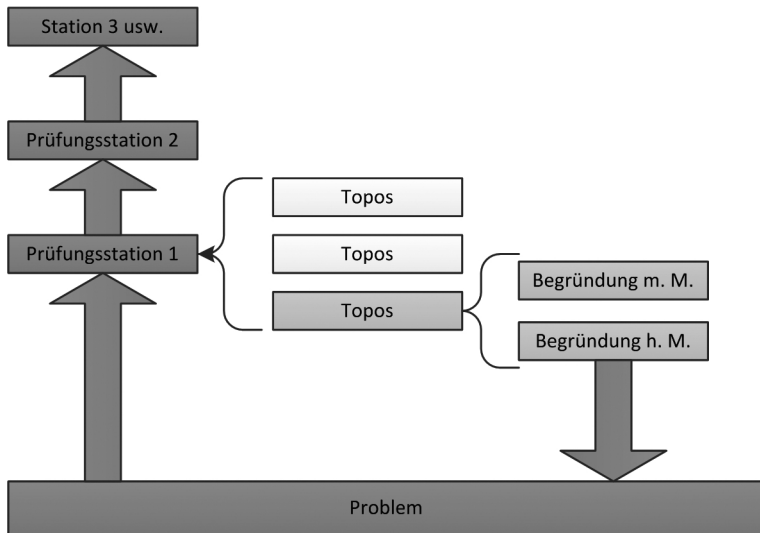 Station 3 usw.
Prüfungsstation 2
Topos
Prüfungsstation 1
Topos
Topos
Begründung m. M.
Begründung h. M.
Problem